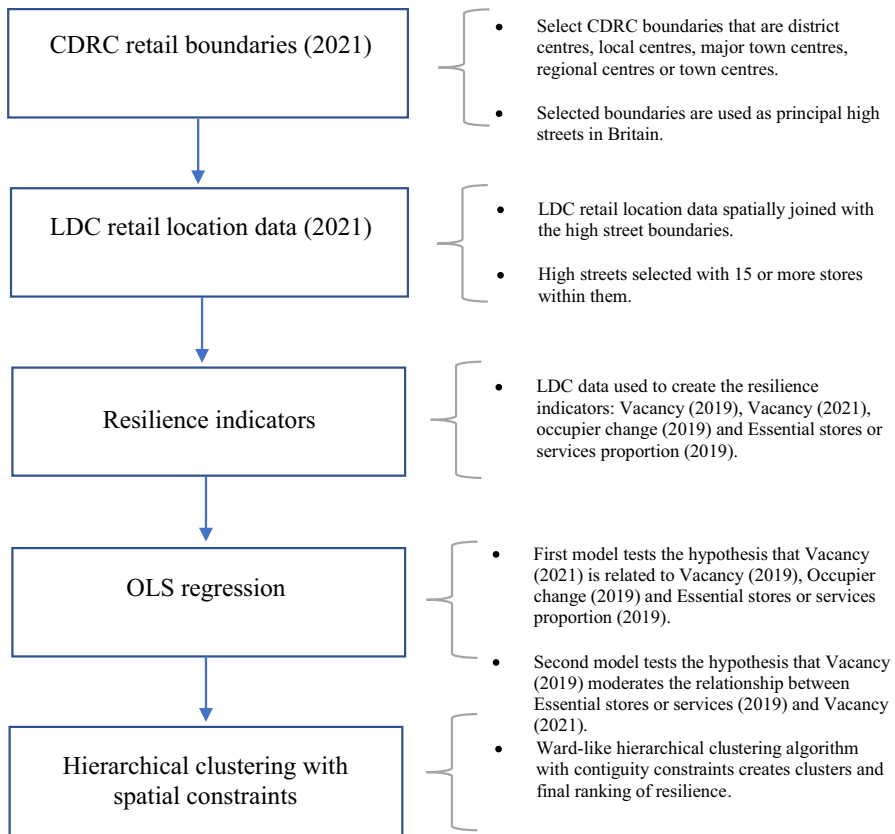 CDRC retail boundaries (2021)
• Select CDRC boundaries that are district
centres, local centres, major town centres,
regional centres or town centres.
• Selected boundaries are used as principal high
streets in Britain.
LDC retail location data (2021)
• LDC retail location data spatially joined with
the high street boundaries.
• High streets selected with 15 or more stores
within them.
Resilience indicators
• LDC data used to create the resilience
indicators: Vacancy (2019), Vacancy (2021),
occupier change (2019) and Essential stores or
services proportion (2019).
OLS regression
• First model tests the hypothesis that Vacancy
(2021) is related to Vacancy (2019), Occupier
change (2019) and Essential stores or services
proportion (2019).
• Second model tests the hypothesis that Vacancy
(2019) moderates the relationship between
Essential stores or services (2019) and Vacancy
(2021).
Hierarchical clustering with
spatial constraints
• Ward-like hierarchical clustering algorithm
with contiguity constraints creates clusters and
final ranking of resilience.